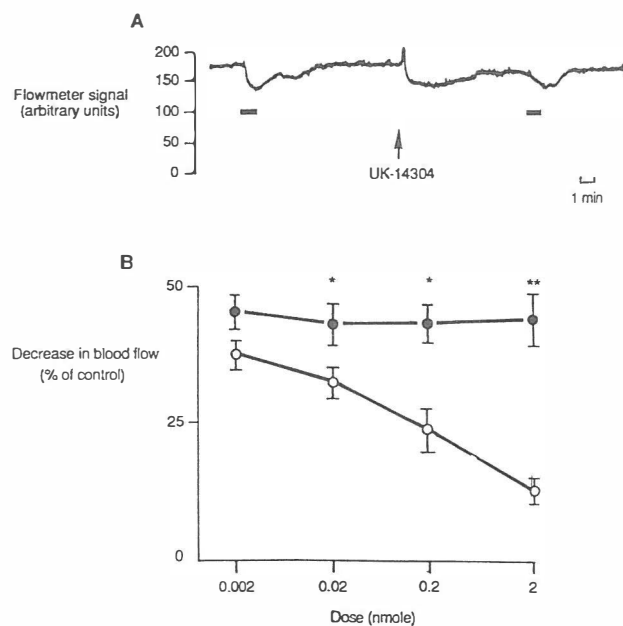 A
200
150
100
50
0
Flowmeter signal
(arbitrary units)
UK-14304
1 min
B
50
25
0
Decrease in blood flow
(% of control)
*
*
**
0.002
0.02
0.2
2
Dose (nmole)